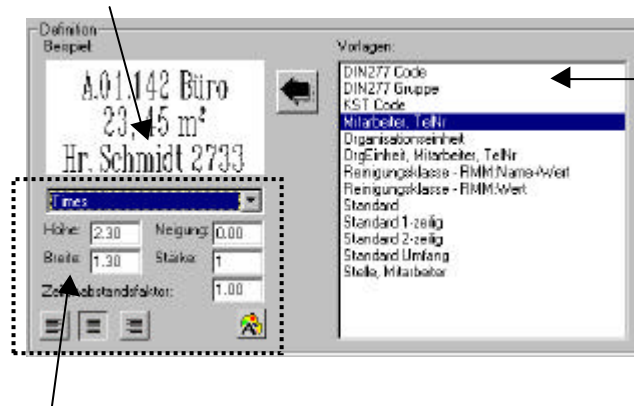 Definition
Beispiel:
A.01.142 Büro
23,45 m²
Hr. Schmidt 2733
Times
Höhe: 2.30 Neigung: 0.00
Breite: 1.30 Stärke: 1
Zeilenabstandsfaktor: 1.00
Vorlagen:
DIN277 Code
DIN277 Gruppe
KST Code
Mitarbeiter, TelNr
Organisationseinheit
OrgEinheit, Mitarbeiter, TelNr
Reinigungsklasse - RMM:Name-/Wert
Reinigungsklasse - RMM:Wert
Standard
Standard 1-zeilig
Standard 2-zeilig
Standard Umfang
Stelle, Mitarbeiter